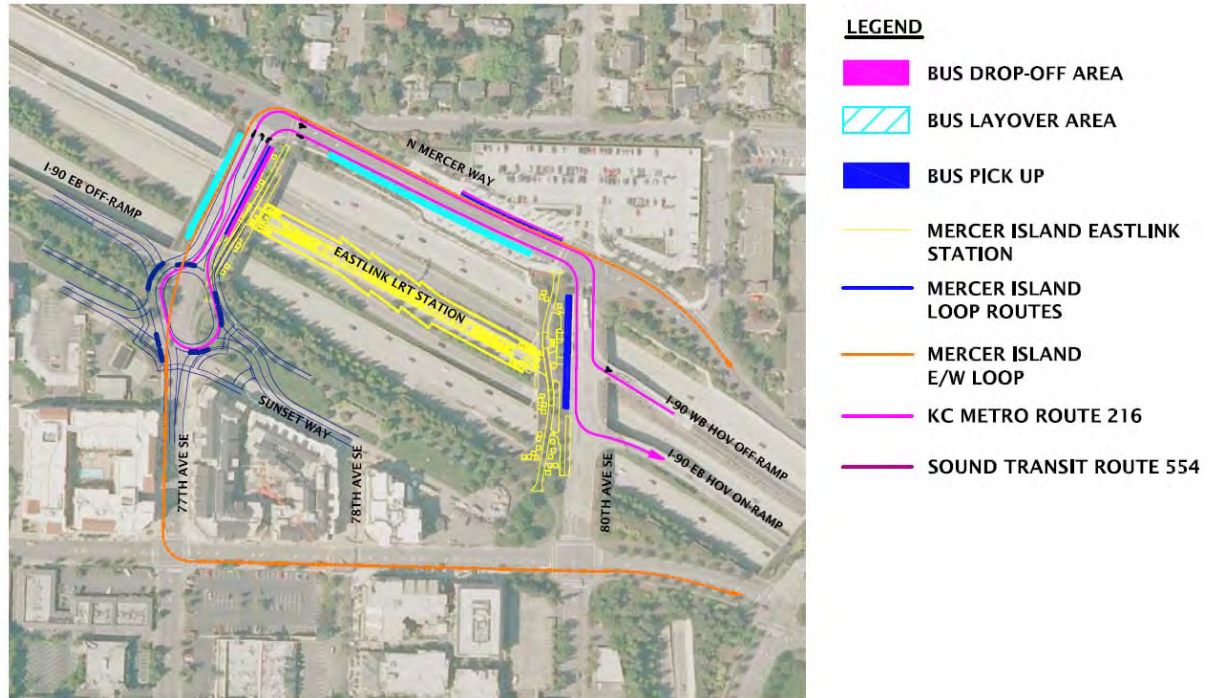 N MERCER WAY
I-90 EB OFF-RAMP
EASTLINK LRT STATION
SUNSET WAY
77TH AVE SE
78TH AVE SE
80TH AVE SE
I-90 WB HOV OFF-RAMP
I-90 EB HOV ON-RAMP
LEGEND
BUS DROP-OFF AREA
BUS LAYOVER AREA
BUS PICK UP
MERCER ISLAND EASTLINK
STATION
MERCER ISLAND
LOOP ROUTES
MERCER ISLAND
E/W LOOP
KC METRO ROUTE 216
SOUND TRANSIT ROUTE 554